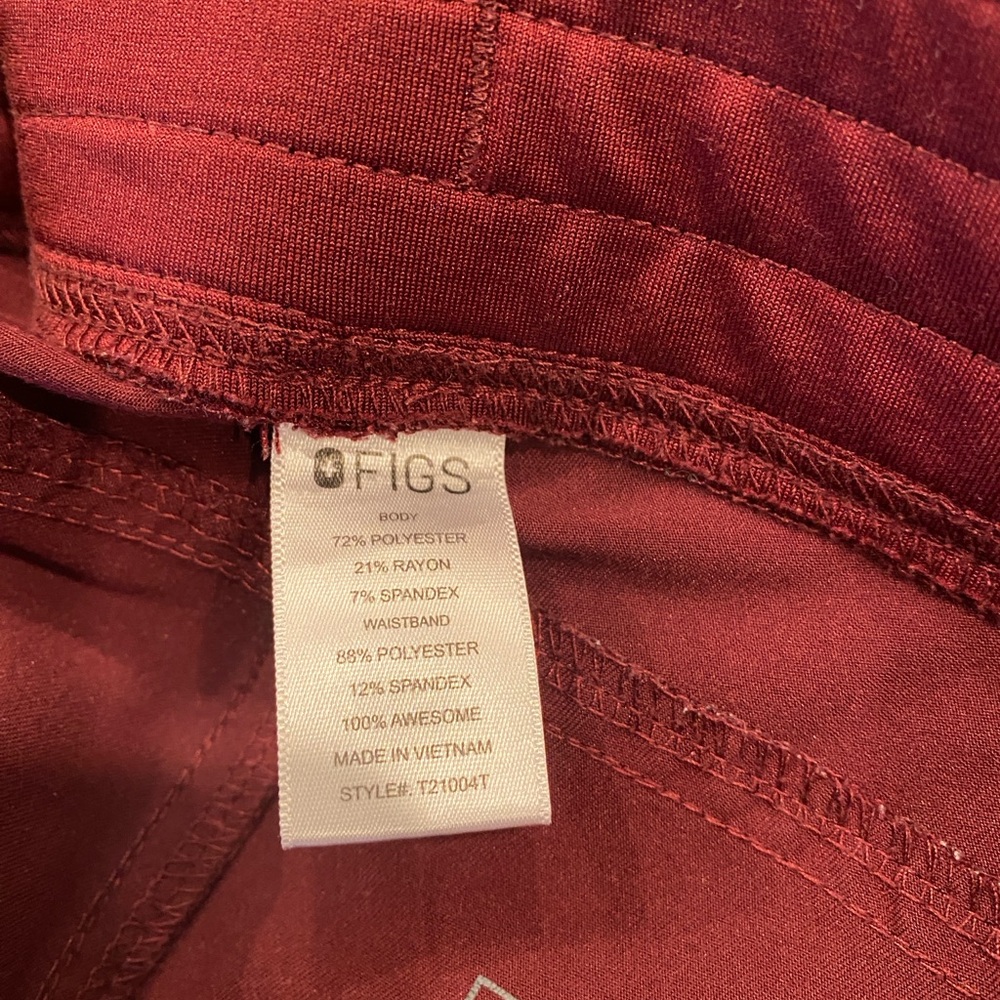 FIGS
BODY
72% POLYESTER
21% RAYON
7% SPANDEX
WAISTBAND
88% POLYESTER
12% SPANDEX
100% AWESOME
MADE IN VIETNAM
STYLE#. T21004T